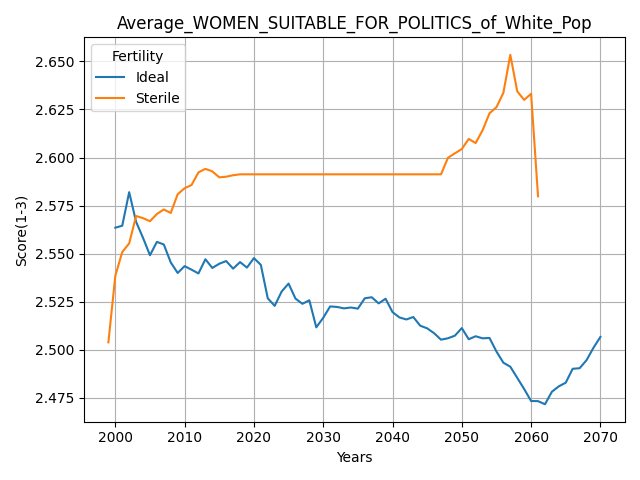 Average_WOMEN_SUITABLE_FOR_POLITICS_of_White_Pop
Fertility
Ideal
Sterile
Score(1-3)
2.650
2.625
2.600
2.575
2.550
2.525
2.500
2.475
2000 2010 2020 2030 2040 2050 2060 2070
Years